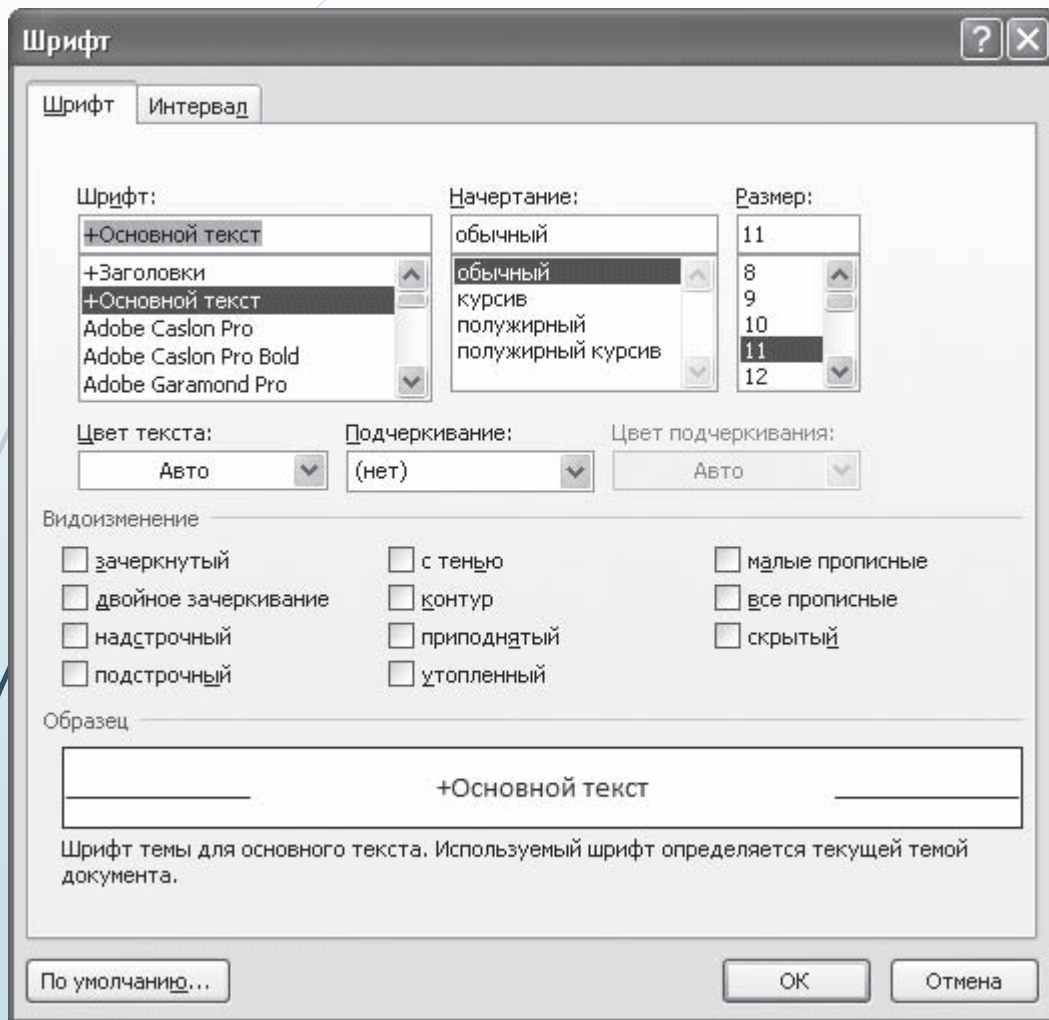 Шрифт
Шрифт Интервал
Шрифт: Начертание: Размер:
+Основной текст обычный 11
+Заголовки обычный 8
+Основной текст курсив 9
Adobe Caslon Pro полужирный 10
Adobe Caslon Pro Bold полужирный курсив 11
Adobe Garamond Pro 12
Цвет текста: Подчеркивание: Цвет подчеркивания:
Авто (нет) Авто
Видоизменение
зачеркнутый с тенью малые прописные
двойное зачеркивание контур все прописные
надстрочный приподнятый скрытый
подстрочный утопленный
Образец
+Основной текст
Шрифт темы для основного текста. Используемый шрифт определяется текущей темой
документа.
По умолчанию... ОК Отмена